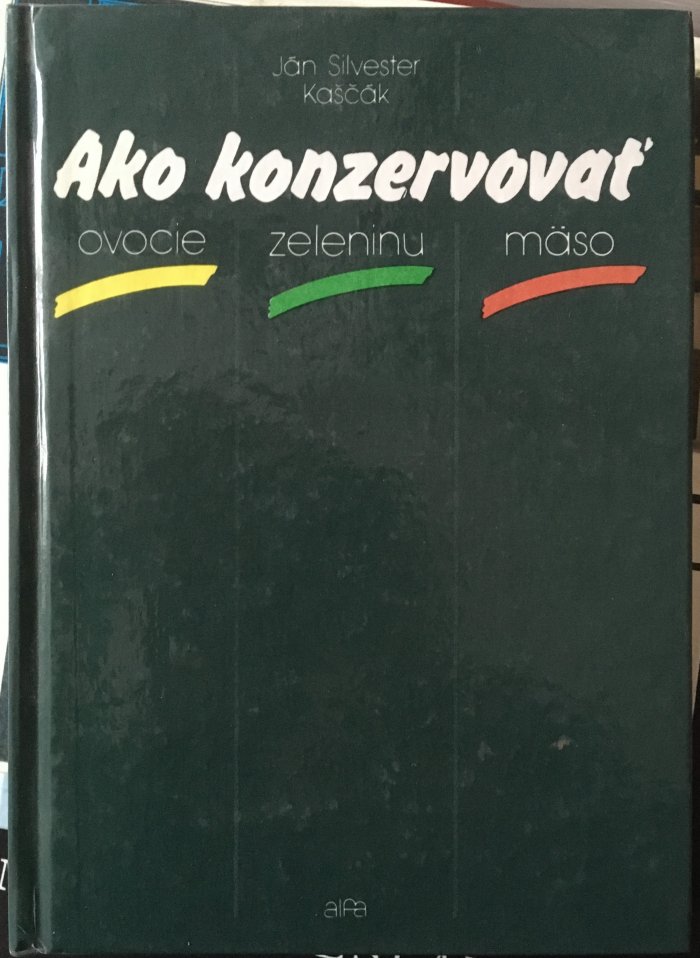 Ján Silvester
Kaščák
Ako konzervovať
ovocie zeleninu mäso
alfa